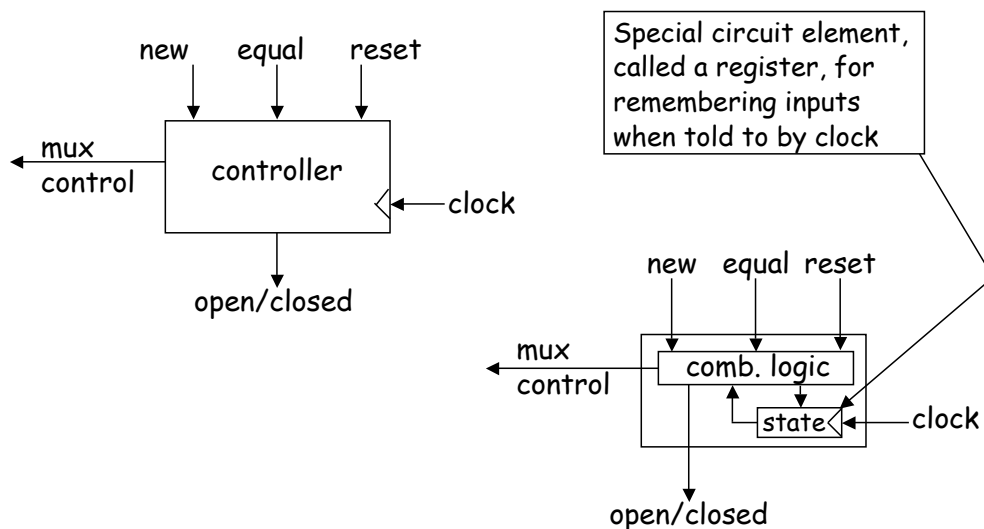 new equal reset
mux
control
controller
clock
open/closed
Special circuit element,
called a register, for
remembering inputs
when told to by clock
new equal reset
mux
control
comb. logic
state
clock
open/closed